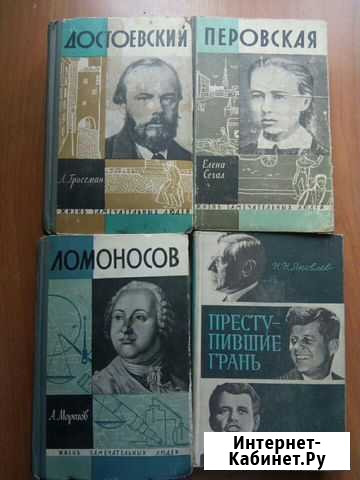 ДОСТОЕВСКИЙ
Л. Гроссман
ЖИЗНЬ ЗАМЕЧАТЕЛЬНЫХ ЛЮДЕЙ
ПЕРОВСКАЯ
Елена
Сегал
ЖИЗНЬ ЗАМЕЧАТЕЛЬНЫХ ЛЮДЕЙ
ЛОМОНОСОВ
А. Морозов
ЖИЗНЬ ЗАМЕЧАТЕЛЬНЫХ ЛЮДЕЙ
Н. Н. Яковлев
ПРЕСТУ-
ПИВШИЕ
ГРАНЬ
Интернет-
Кабинет.Ру